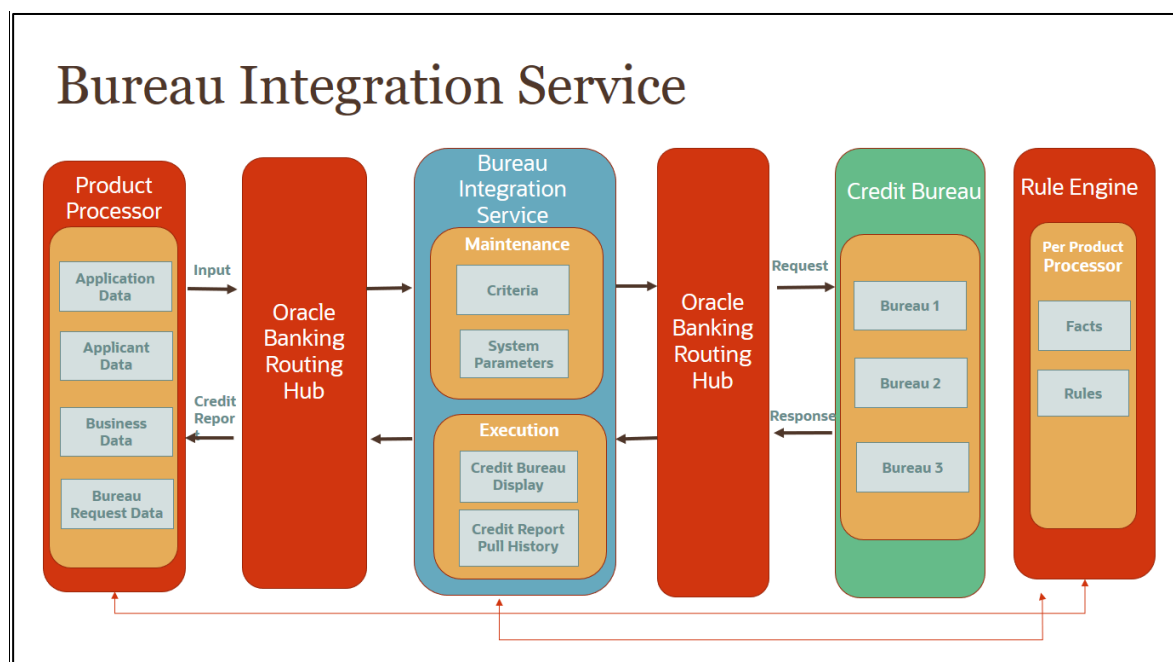 Bureau Integration Service
Product
Processor
Application
Data
Applicant
Data
Business
Data
Bureau
Request Data
Input
Credit
Repor
t
Oracle
Banking
Routing
Hub
Bureau
Integration
Service
Maintenance
Criteria
System
Parameters
Execution
Credit Bureau
Display
Credit Report
Pull History
Oracle
Banking
Routing
Hub
Request
Response
Credit Bureau
Bureau 1
Bureau 2
Bureau 3
Rule Engine
Per Product
Processor
Facts
Rules